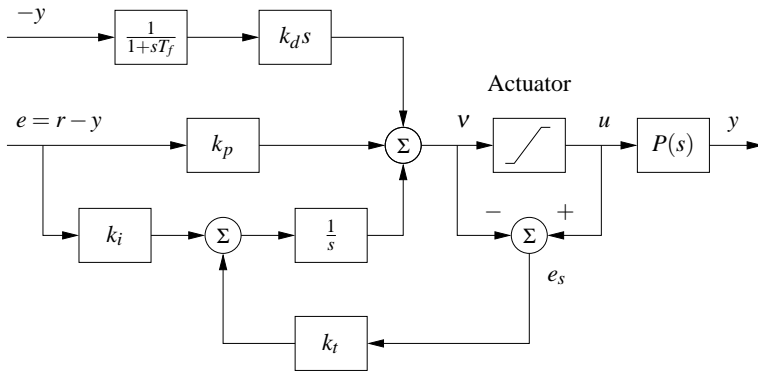 −y
1
1+sT_f
k_d s
Actuator
e = r − y
k_p
Σ
ν
u
P(s)
y
k_i
Σ
1
s
−
+
Σ
e_s
k_t